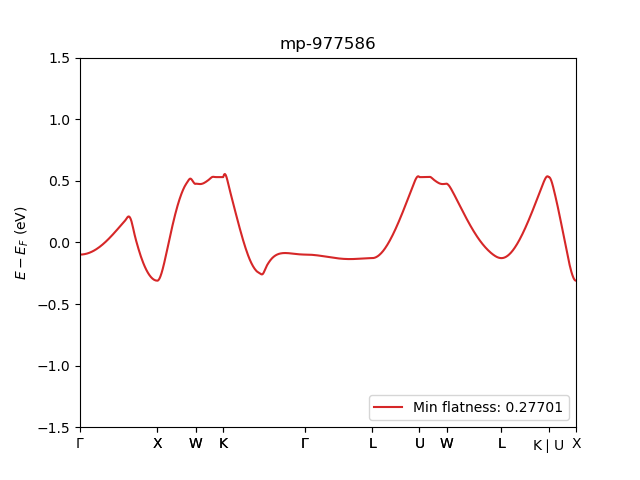 mp-977586
1.5
1.0
0.5
0.0
−0.5
−1.0
−1.5
E − E_F (eV)
Min flatness: 0.27701
Γ X W K Γ L U W L K | U X